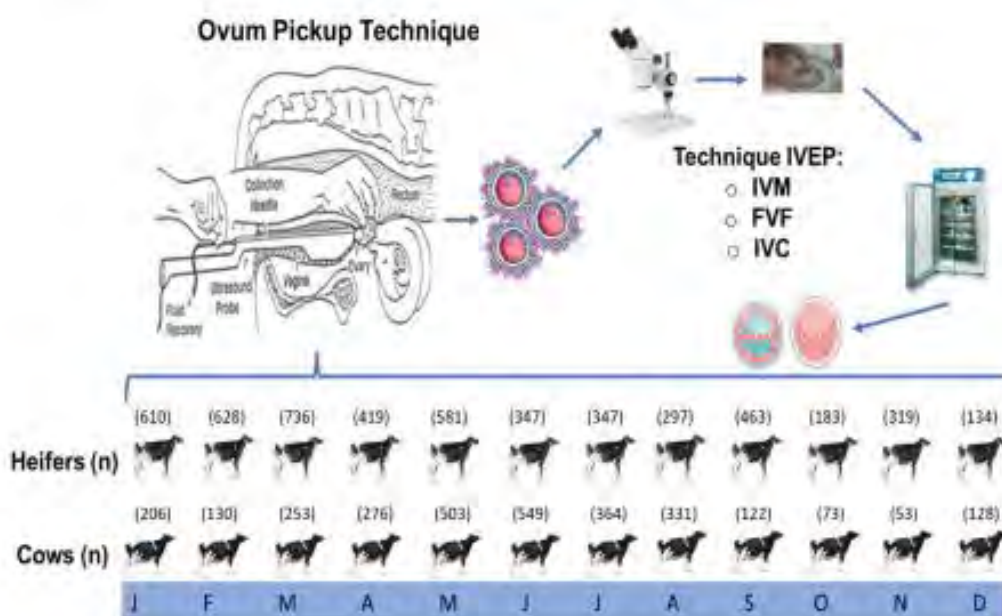 Ovum Pickup Technique
Collection
Needle
Rectum
Vagina
Ovary
Ultrasound
Probe
Fluid
Recovery
Technique IVEP:
○ IVM
○ FVF
○ IVC
(610) (628) (736) (419) (581) (347) (347) (297) (463) (183) (319) (134)
Heifers (n)
(206) (130) (253) (276) (503) (549) (364) (331) (122) (73) (53) (128)
Cows (n)
J F M A M J J A S O N D